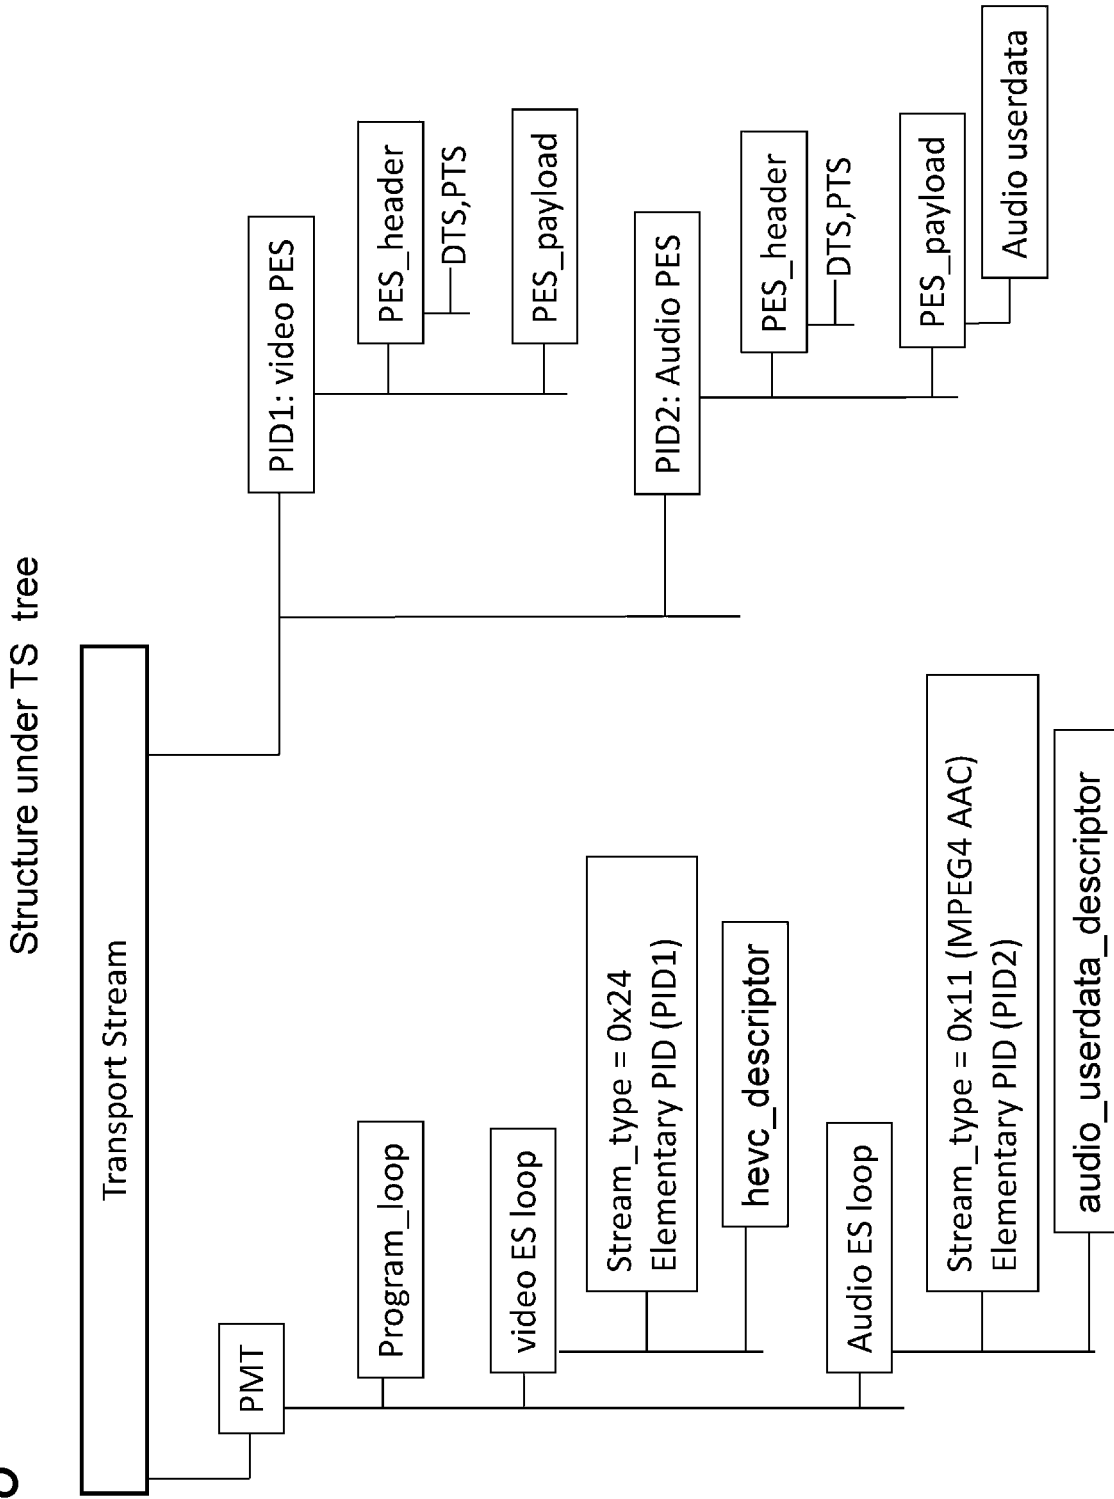 Structure under TS tree
Transport Stream
PMT
Program_loop
video ES loop
Stream_type = 0x24
Elementary PID (PID1)
hevc_descriptor
Audio ES loop
Stream_type = 0x11 (MPEG4 AAC)
Elementary PID (PID2)
audio_userdata_descriptor
PID1: video PES
PES_header
DTS,PTS
PES_payload
PID2: Audio PES
PES_header
DTS,PTS
PES_payload
Audio userdata